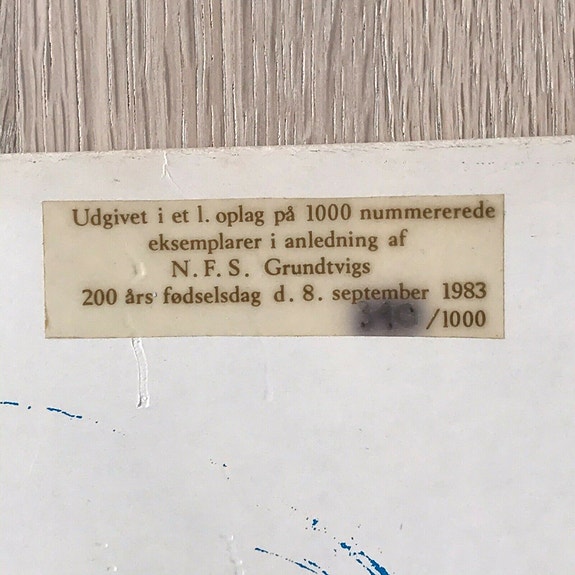 Udgivet i et l. oplag på 1000 nummererede
eksemplarer i anledning af
N. F. S. Grundtvigs
200 års fødselsdag d. 8. september 1983
/1000